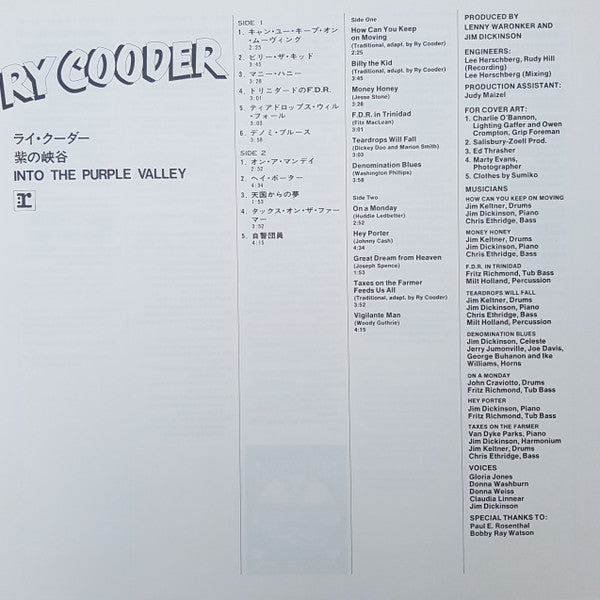 RY COODER
ライ・クーダー
紫の峡谷
INTO THE PURPLE VALLEY
r
SIDE 1
1. キャン・ユー・キープ・オン
・ムーヴィング
2:25
2. ビリー・ザ・キッド
3:45
3. マニー・ハニー
3:28
4. トリニダードのF.D.R.
3:01
5. ティアドロップス・ウィル
・フォール
3:03
6. デノミ・ブルース
3:58
SIDE 2
1. オン・ア・マンデイ
2:52
2. ヘイ・ポーター
4:34
3. 天国からの夢
1:53
4. タックス・オン・ザ・ファー
マー
3:52
5. 自警団員
4:15
Side One
How Can You Keep
on Moving
(Traditional, adapt. by Ry Cooder)
2:25
Billy the Kid
(Traditional, adapt. by Ry Cooder)
3:45
Money Honey
(Jesse Stone)
3:28
F.D.R. in Trinidad
(Fitz MacLean)
3:01
Teardrops Will Fall
(Dickey Doo and Marion Smith)
3:03
Denomination Blues
(Washington Phillips)
3:58
Side Two
On a Monday
(Huddie Ledbetter)
2:52
Hey Porter
(Johnny Cash)
4:34
Great Dream from Heaven
(Joseph Spence)
1:53
Taxes on the Farmer
Feeds Us All
(Traditional, adapt. by Ry Cooder)
3:52
Vigilante Man
(Woody Guthrie)
4:15
PRODUCED BY
LENNY WARONKER and
JIM DICKINSON
ENGINEERS:
Lee Herschberg, Rudy Hill
(Recording)
Lee Herschberg (Mixing)
PRODUCTION ASSISTANT:
Judy Maizel
FOR COVER ART:
1. Charlie O'Bannon,
Lighting Gaffer and Owen
Crompton, Grip Foreman
2. Salisbury-Zoell Prod.
3. Ed Thrasher
4. Marty Evans,
Photographer
5. Clothes by Sumiko
MUSICIANS
HOW CAN YOU KEEP ON MOVING
Jim Keltner, Drums
Jim Dickinson, Piano
Chris Ethridge, Bass
MONEY HONEY
Jim Keltner, Drums
Jim Dickinson, Piano
Chris Ethridge, Bass
F.D.R. IN TRINIDAD
Fritz Richmond, Tub Bass
Milt Holland, Percussion
TEARDROPS WILL FALL
Jim Keltner, Drums
Jim Dickinson, Piano
Chris Ethridge, Bass
Milt Holland, Percussion
DENOMINATION BLUES
Jim Dickinson, Celeste
Jerry Jumonville, Joe Davis,
George Buhanon and Ike
Williams, Horns
ON A MONDAY
John Craviotto, Drums
Fritz Richmond, Tub Bass
HEY PORTER
Jim Dickinson, Piano
Fritz Richmond, Tub Bass
TAXES ON THE FARMER
Van Dyke Parks, Piano
Jim Dickinson, Harmonium
Jim Keltner, Drums
Chris Ethridge, Bass
VOICES
Gloria Jones
Donna Washburn
Donna Weiss
Claudia Linnear
Jim Dickinson
SPECIAL THANKS TO:
Paul E. Rosenthal
Bobby Ray Watson